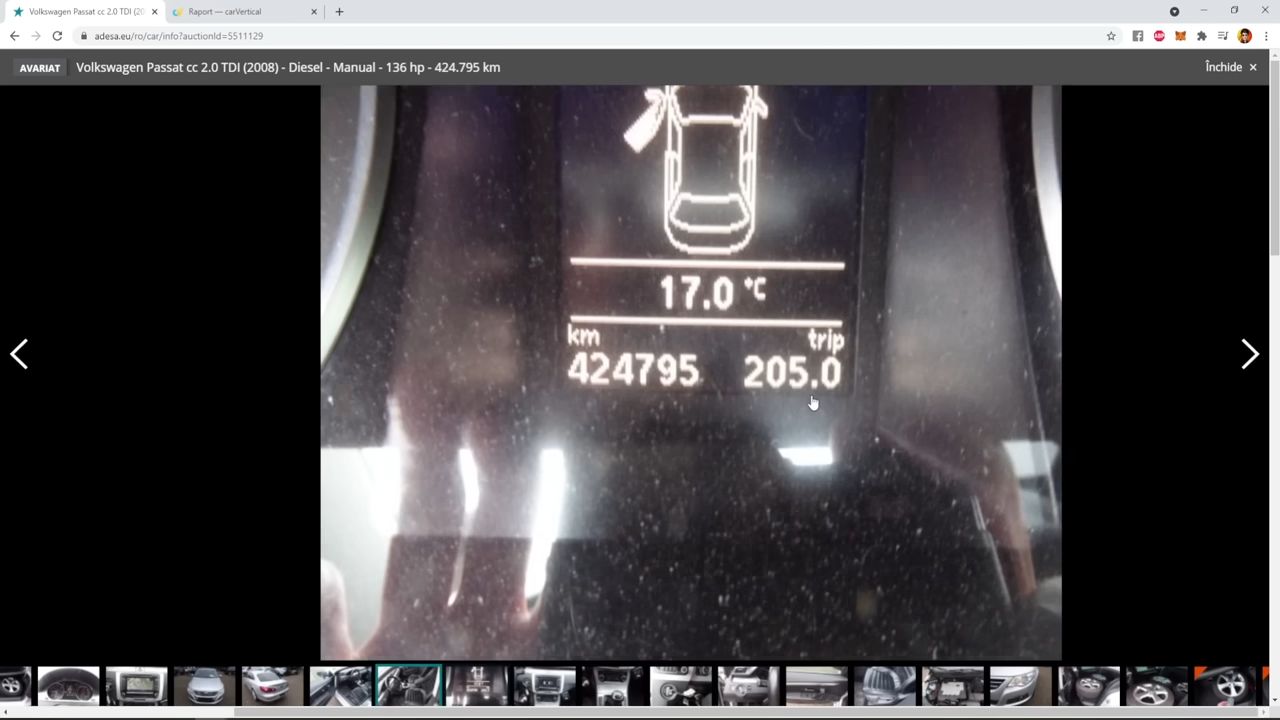 Volkswagen Passat cc 2.0 TDI (20
Raport — carVertical
adesa.eu/ro/car/info?auctionId=5511129
ABP
AVARIAT
Volkswagen Passat cc 2.0 TDI (2008) - Diesel - Manual - 136 hp - 424.795 km
Închide ×
17.0 °C
km trip
424795 205.0